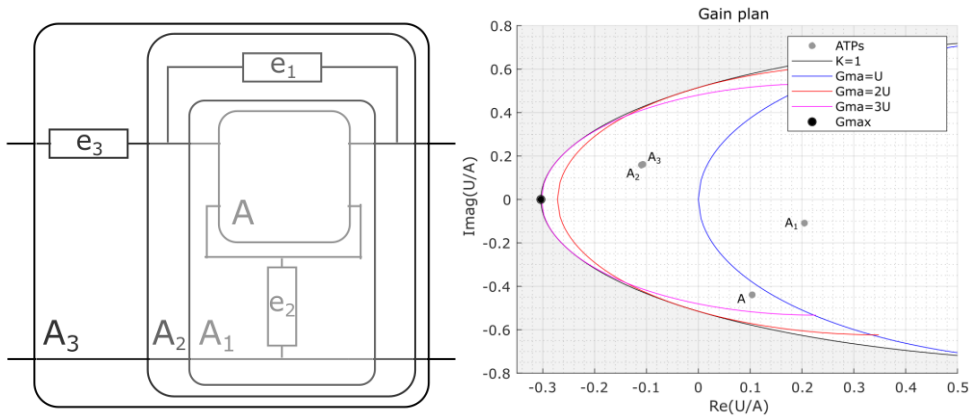 e1
e3
A
e2
A3
A2
A1
Gain plan
ATPs
K=1
Gma=U
Gma=2U
Gma=3U
Gmax
0.8
0.6
0.4
0.2
0
-0.2
-0.4
-0.6
-0.8
Imag(U/A)
A3
A2
A1
A
-0.3 -0.2 -0.1 0 0.1 0.2 0.3 0.4 0.5
Re(U/A)